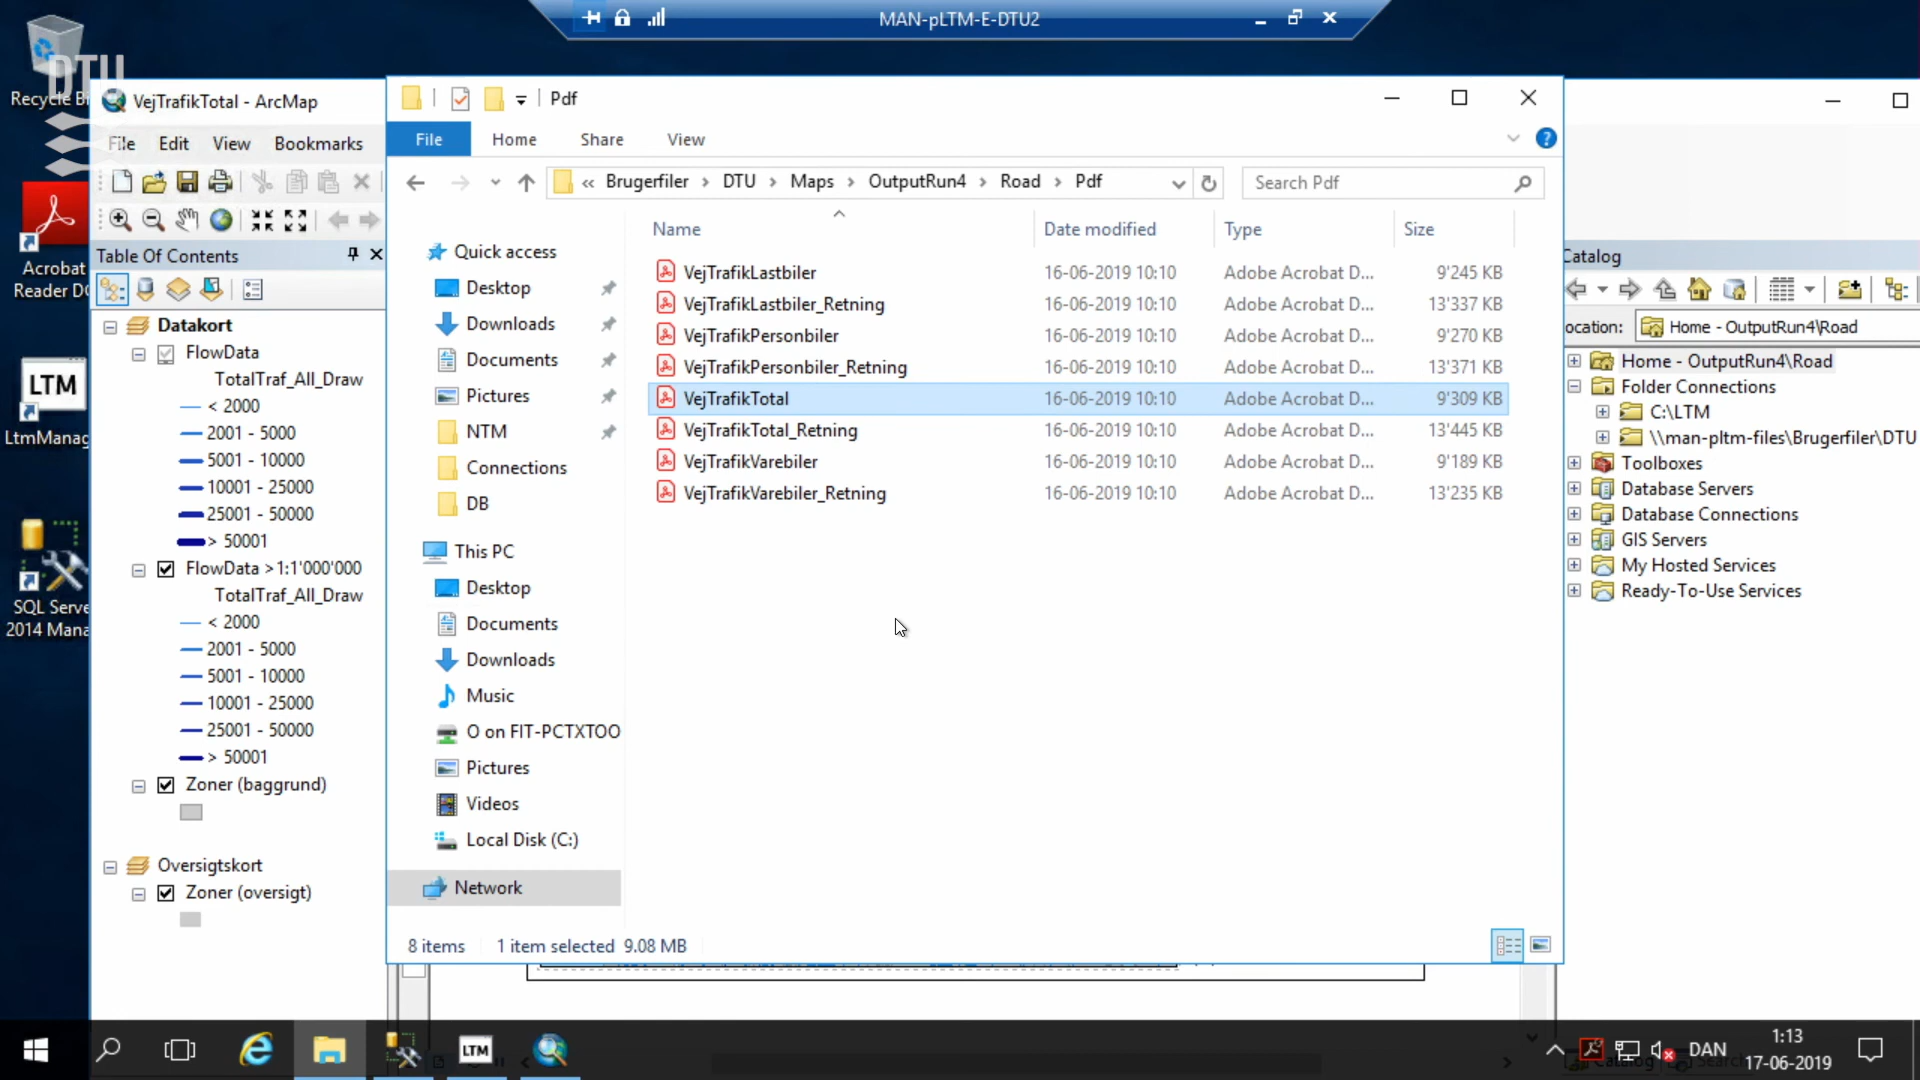 MAN-pLTM-E-DTU2
DTU
Recycle Bi
Acrobat
Reader DC
LTM
LtmManag
SQL Serve
2014 Mana
VejTrafikTotal - ArcMap
File Edit View Bookmarks
Table Of Contents
Datakort
FlowData
TotalTraf_All_Draw
< 2000
2001 - 5000
5001 - 10000
10001 - 25000
25001 - 50000
> 50001
FlowData >1:1'000'000
TotalTraf_All_Draw
< 2000
2001 - 5000
5001 - 10000
10001 - 25000
25001 - 50000
> 50001
Zoner (baggrund)
Oversigtskort
Zoner (oversigt)
Pdf
File Home Share View
« Brugerfiler > DTU > Maps > OutputRun4 > Road > Pdf
Search Pdf
Quick access
Desktop
Downloads
Documents
Pictures
NTM
Connections
DB
This PC
Desktop
Documents
Downloads
Music
O on FIT-PCTXTOO
Pictures
Videos
Local Disk (C:)
Network
Name Date modified Type Size
VejTrafikLastbiler 16-06-2019 10:10 Adobe Acrobat D... 9'245 KB
VejTrafikLastbiler_Retning 16-06-2019 10:10 Adobe Acrobat D... 13'337 KB
VejTrafikPersonbiler 16-06-2019 10:10 Adobe Acrobat D... 9'270 KB
VejTrafikPersonbiler_Retning 16-06-2019 10:10 Adobe Acrobat D... 13'371 KB
VejTrafikTotal 16-06-2019 10:10 Adobe Acrobat D... 9'309 KB
VejTrafikTotal_Retning 16-06-2019 10:10 Adobe Acrobat D... 13'445 KB
VejTrafikVarebiler 16-06-2019 10:10 Adobe Acrobat D... 9'189 KB
VejTrafikVarebiler_Retning 16-06-2019 10:10 Adobe Acrobat D... 13'235 KB
8 items 1 item selected 9.08 MB
Catalog
ocation: Home - OutputRun4\Road
Home - OutputRun4\Road
Folder Connections
C:\LTM
\\man-pltm-files\Brugerfiler\DTU
Toolboxes
Database Servers
Database Connections
GIS Servers
My Hosted Services
Ready-To-Use Services
LTM
DAN
1:13
17-06-2019